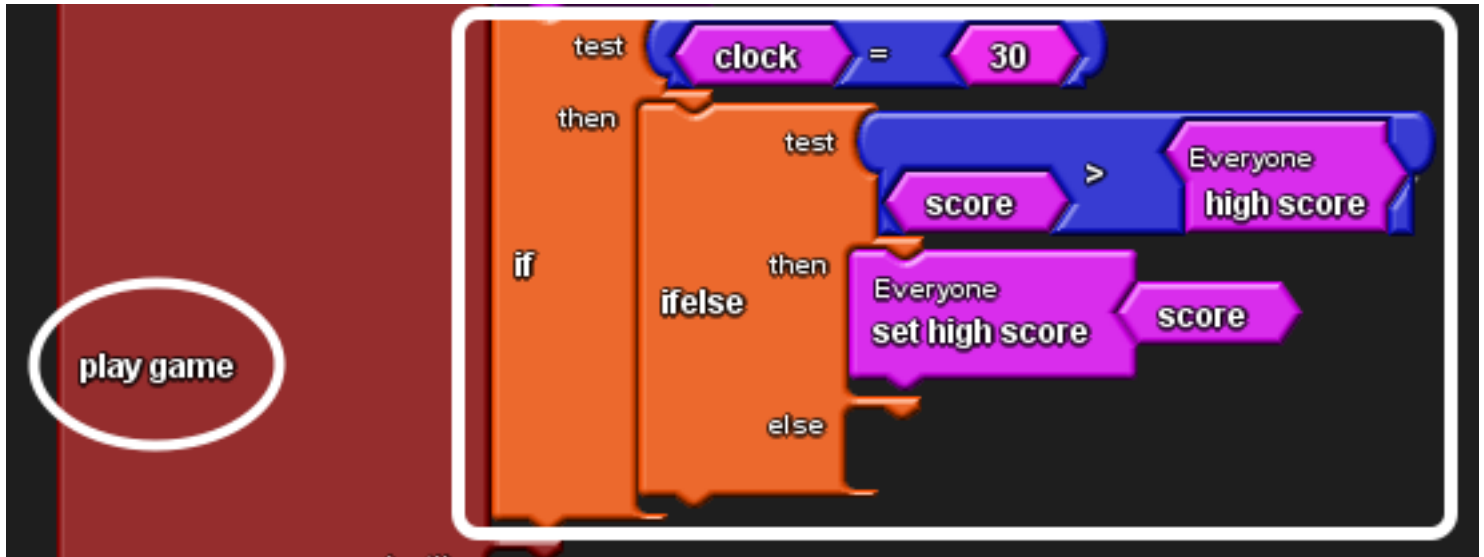 test
clock = 30
then
test
Everyone
score > high score
if
then
ifelse
Everyone
set high score
score
play game
else